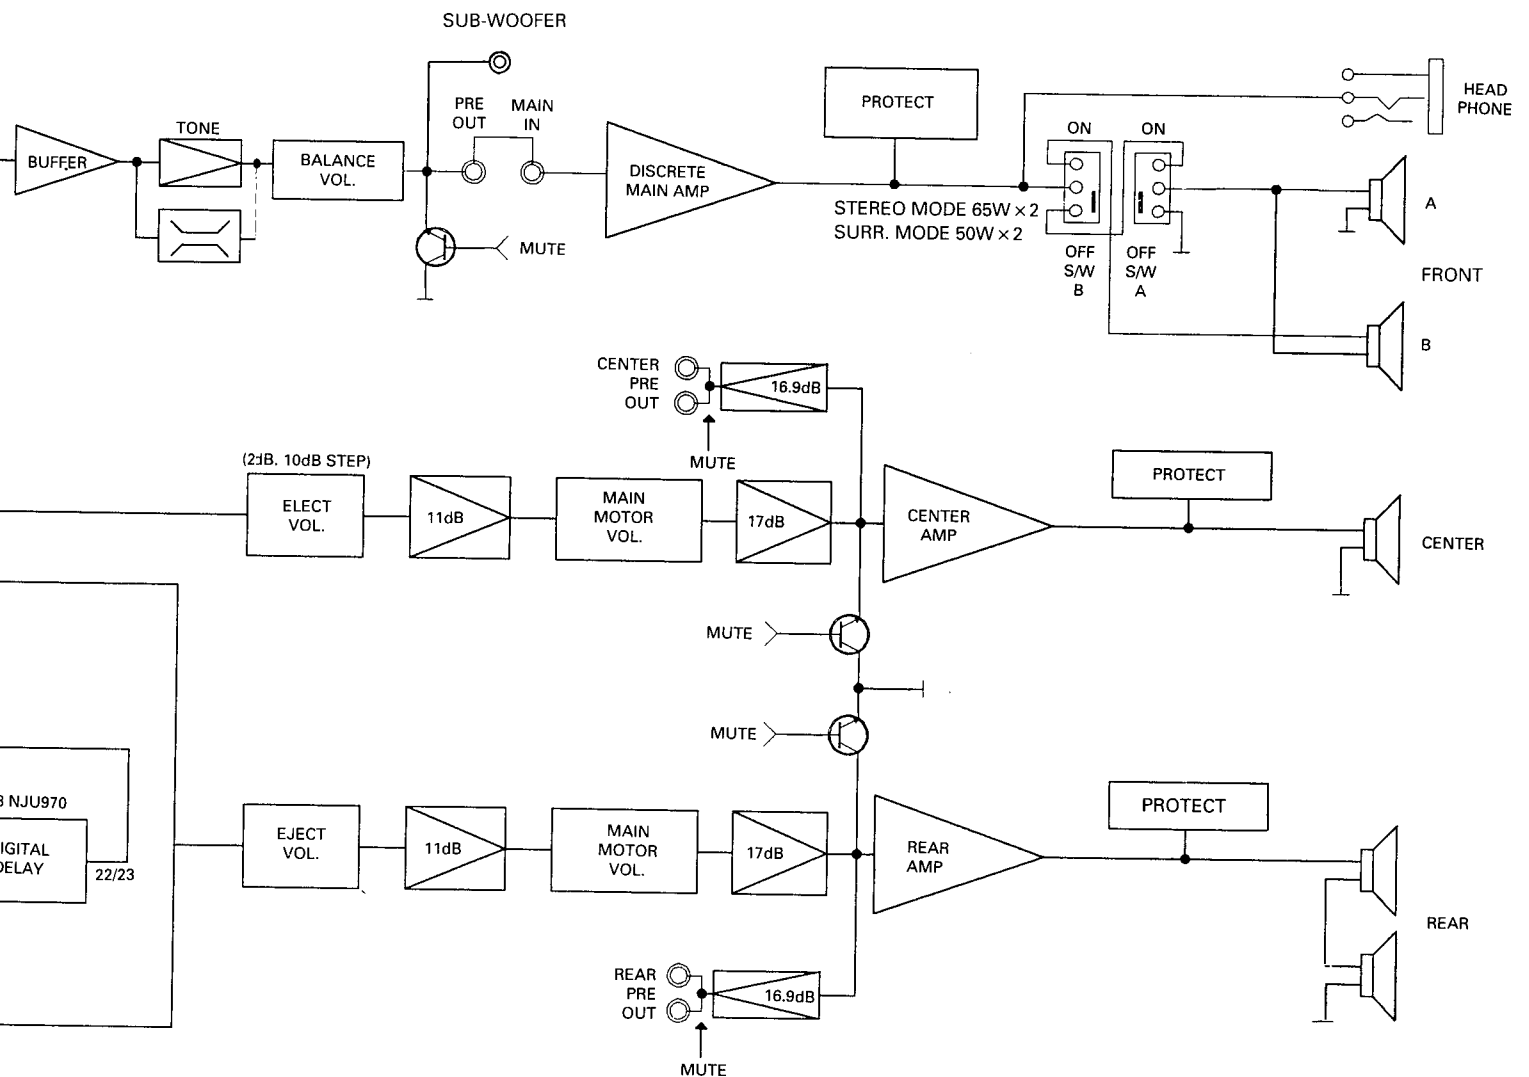 SUB-WOOFER
PRE
OUT
MAIN
IN
TONE
BUFFER
BALANCE
VOL.
MUTE
DISCRETE
MAIN AMP
PROTECT
STEREO MODE 65W × 2
SURR. MODE 50W × 2
ON
ON
OFF
S/W
B
OFF
S/W
A
HEAD
PHONE
A
FRONT
B
CENTER
PRE
OUT
16.9dB
MUTE
(2dB. 10dB STEP)
ELECT
VOL.
11dB
MAIN
MOTOR
VOL.
17dB
CENTER
AMP
PROTECT
CENTER
MUTE
MUTE
NJU970
IGITAL
DELAY
22/23
EJECT
VOL.
11dB
MAIN
MOTOR
VOL.
17dB
REAR
AMP
PROTECT
REAR
REAR
PRE
OUT
16.9dB
MUTE